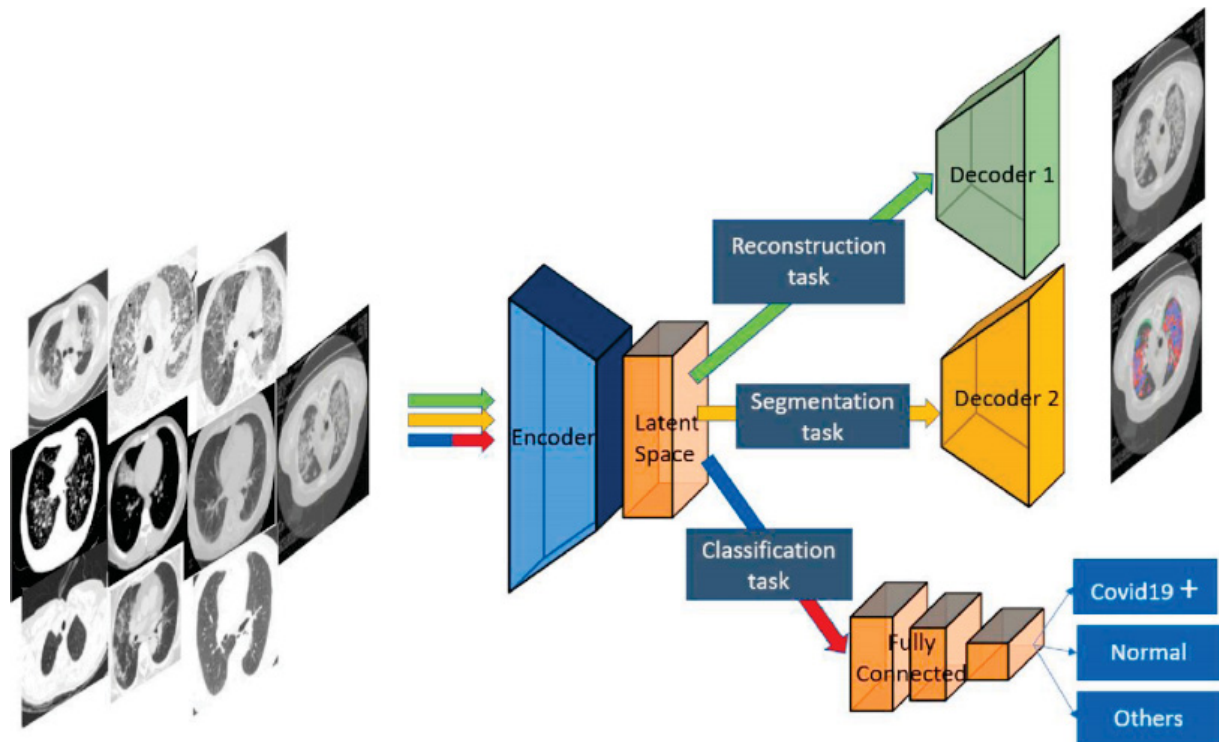 Decoder 1
Reconstruction
task
Encoder
Latent
Space
Segmentation
task
Decoder 2
Classification
task
Fully
Connected
Covid19 +
Normal
Others